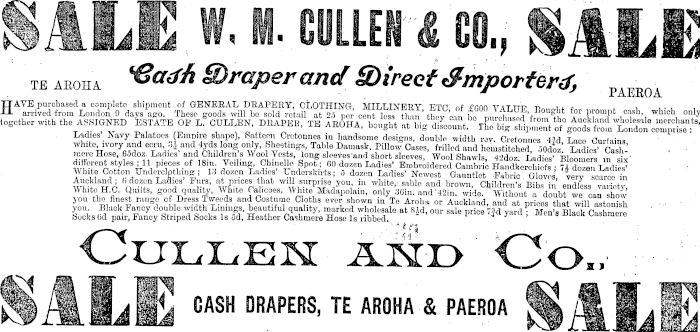 SALE W. M. CULLEN & CO., SALE
Cash Draper and Direct Importers,
TE AROHA PAEROA
HAVE purchased a complete shipment of GENERAL DRAPERY, CLOTHING, MILLINERY, ETC, of £600 VALUE, Bought for prompt cash, which only
arrived from London 9 days ago. These goods will be sold retail at 25 per cent less than they can be purchased from the Auckland wholesale merchants,
together with the ASSIGNED ESTATE OF L. CULLEN, DRAPER, TE AROHA, bought at big discount. The big shipment of goods from London comprise:
Ladies' Navy Paletoes (Empire shape), Satteen Cretones in handsome designs, double width rev. Cretones 4¾d, Lace Curtains,
white, ivory and ecru, 3½ and 4yds long only, Sheetings, Table Damask, Pillow Cases, frilled and hemstitched, 50doz. Ladies' Cash-
mere Hose, 65doz. Ladies' and Children's Wool Vests, long sleeves and short sleeves, Wool Shawls, 42doz. Ladies' Bloomers in six
different styles; 11 pieces of 18in. Veiling, Chinelle Spot; 60 dozen Ladies' Embroidered Cambric Handkerchiefs; 7½ dozen Ladies'
White Cotton Underclothing; 13 dozen Ladies' Underskirts; 5 dozen Ladies' Newest Gauntlet Fabric Gloves, very scarce in
Auckland; 6 dozen Ladies' Furs, at prices that will surprise you, in white, sable and brown, Children's Bibs in endless variety,
White H.C. Quilts, good quality, White Calicoes, White Madapolain, only 36in. and 42in. wide. Without a doubt we can show
you the finest range of Dress Tweeds and Costume Cloths ever shown in Te Aroha or Auckland, and at prices that will astonish
you. Black Fancy double width Linings, beautiful quality, marked wholesale at 8½d, our sale price 7¾d yard; Men's Black Cashmere
Socks 6d pair, Fancy Striped Socks 1s 5d, Heather Cashmere Hose 1s ribbed.
CULLEN AND CO.,
SALE CASH DRAPERS, TE AROHA & PAEROA SALE